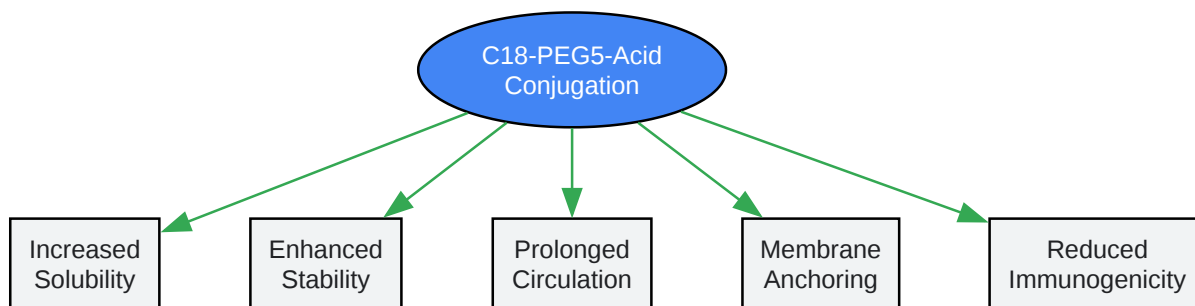 C18-PEG5-Acid
Conjugation
Increased
Solubility
Enhanced
Stability
Prolonged
Circulation
Membrane
Anchoring
Reduced
Immunogenicity